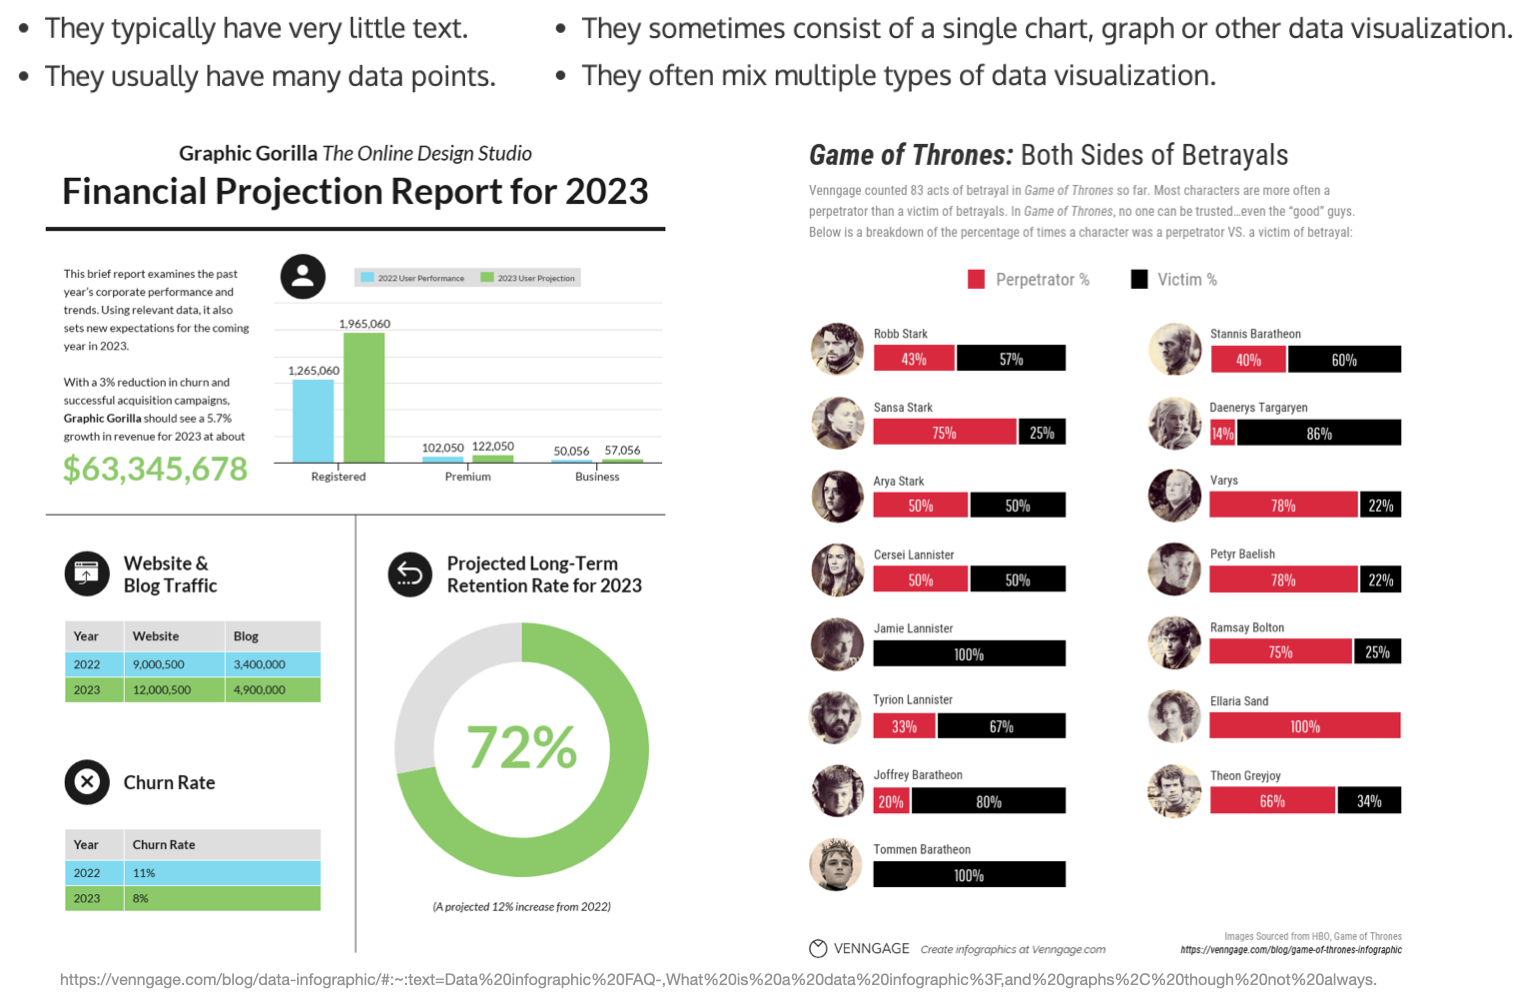 • They typically have very little text.
• They usually have many data points.
• They sometimes consist of a single chart, graph or other data visualization.
• They often mix multiple types of data visualization.
Graphic Gorilla The Online Design Studio
Financial Projection Report for 2023
This brief report examines the past
year's corporate performance and
trends. Using relevant data, it also
sets new expectations for the coming
year in 2023.
With a 3% reduction in churn and
successful acquisition campaigns,
Graphic Gorilla should see a 5.7%
growth in revenue for 2023 at about
$63,345,678
2022 User Performance 2023 User Projection
1,965,060
1,265,060
102,050 122,050
50,056 57,056
Registered Premium Business
Website &
Blog Traffic
Year Website Blog
2022 9,000,500 3,400,000
2023 12,000,500 4,900,000
Churn Rate
Year Churn Rate
2022 11%
2023 8%
Projected Long-Term
Retention Rate for 2023
72%
(A projected 12% increase from 2022)
Game of Thrones: Both Sides of Betrayals
Venngage counted 83 acts of betrayal in Game of Thrones so far. Most characters are more often a
perpetrator than a victim of betrayals. In Game of Thrones, no one can be trusted...even the “good” guys.
Below is a breakdown of the percentage of times a character was a perpetrator VS. a victim of betrayal:
Perpetrator % Victim %
Robb Stark
43% 57%
Sansa Stark
75% 25%
Arya Stark
50% 50%
Cersei Lannister
50% 50%
Jamie Lannister
100%
Tyrion Lannister
33% 67%
Joffrey Baratheon
20% 80%
Tommen Baratheon
100%
Stannis Baratheon
40% 60%
Daenerys Targaryen
14% 86%
Varys
78% 22%
Petyr Baelish
78% 22%
Ramsay Bolton
75% 25%
Ellaria Sand
100%
Theon Greyjoy
66% 34%
VENNGAGE Create infographics at Venngage.com
Images Sourced from HBO, Game of Thrones
https://venngage.com/blog/game-of-thrones-infographic
https://venngage.com/blog/data-infographic/#:~:text=Data%20infographic%20FAQ-,What%20is%20a%20data%20infographic%3F,and%20graphs%2C%20though%20not%20always.